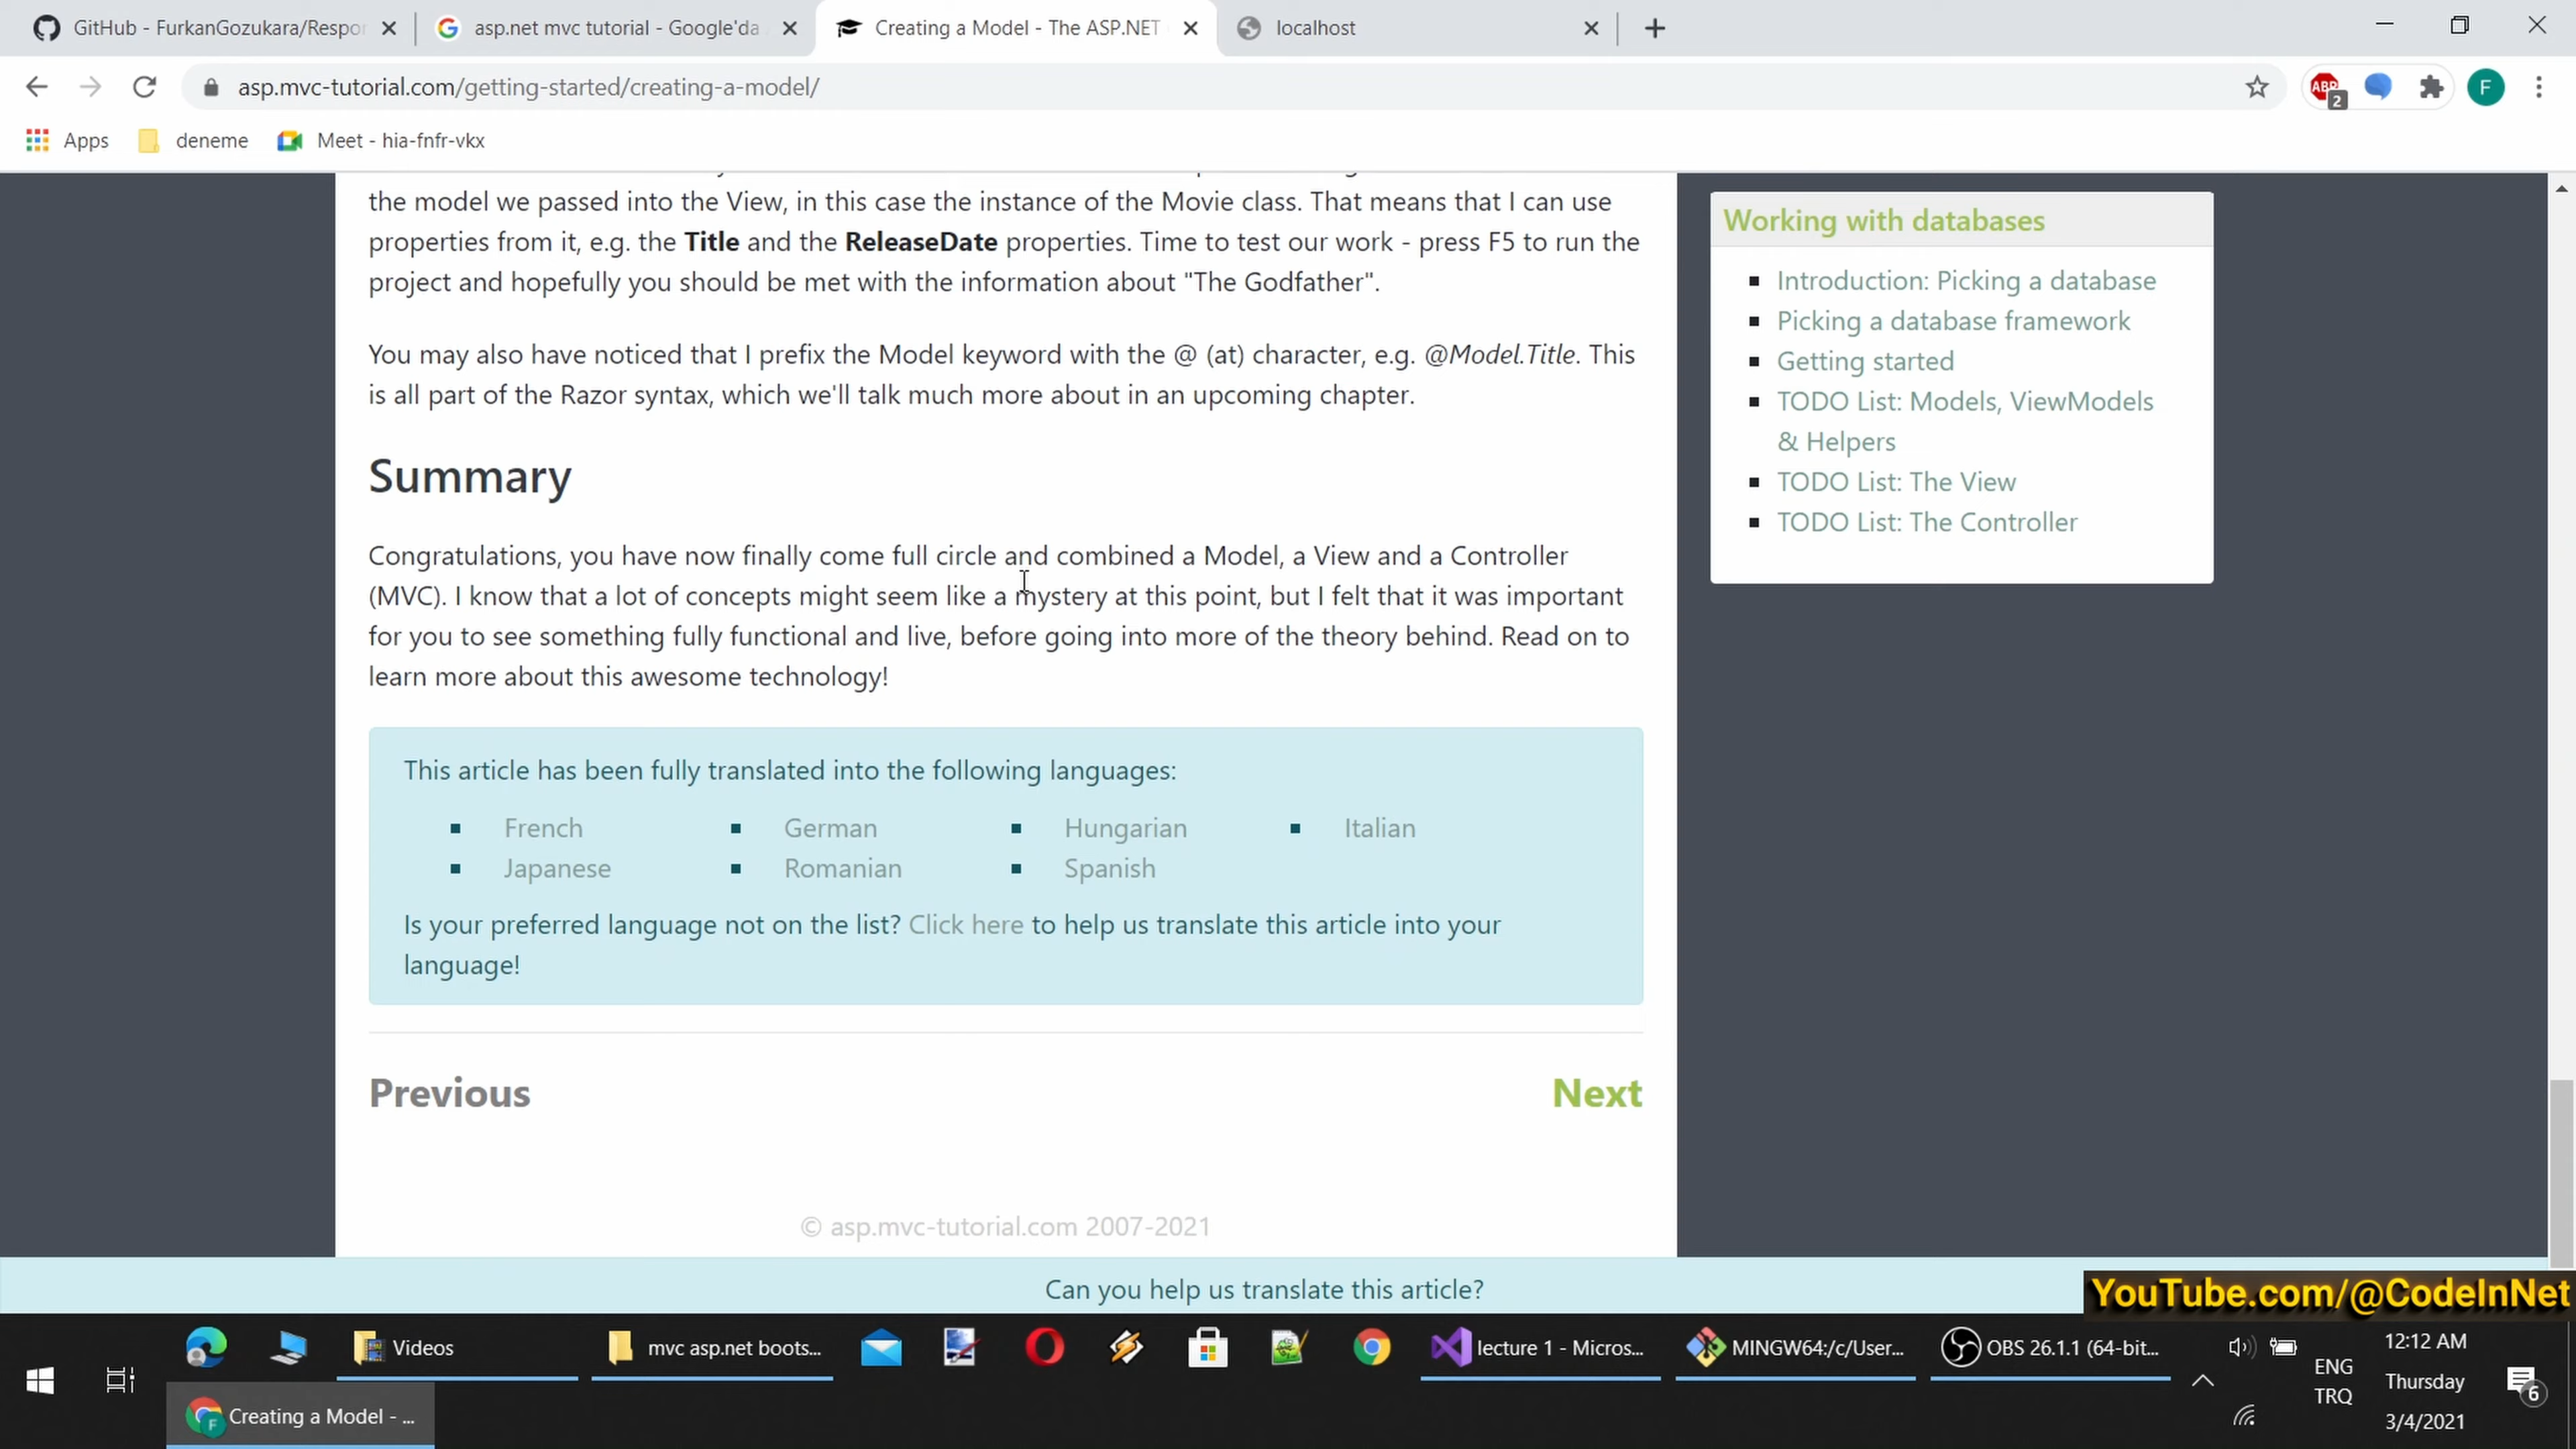 GitHub - FurkanGozukara/Respo
asp.net mvc tutorial - Google'da
Creating a Model - The ASP.NET
localhost
asp.mvc-tutorial.com/getting-started/creating-a-model/
ABP
2
F
Apps
deneme
Meet - hia-fnfr-vkx
the model we passed into the View, in this case the instance of the Movie class. That means that I can use
properties from it, e.g. the Title and the ReleaseDate properties. Time to test our work - press F5 to run the
project and hopefully you should be met with the information about "The Godfather".
You may also have noticed that I prefix the Model keyword with the @ (at) character, e.g. @Model.Title. This
is all part of the Razor syntax, which we'll talk much more about in an upcoming chapter.
Summary
Congratulations, you have now finally come full circle and combined a Model, a View and a Controller
(MVC). I know that a lot of concepts might seem like a mystery at this point, but I felt that it was important
for you to see something fully functional and live, before going into more of the theory behind. Read on to
learn more about this awesome technology!
This article has been fully translated into the following languages:
French
German
Hungarian
Italian
Japanese
Romanian
Spanish
Is your preferred language not on the list? Click here to help us translate this article into your
language!
Previous
Next
© asp.mvc-tutorial.com 2007-2021
Working with databases
Introduction: Picking a database
Picking a database framework
Getting started
TODO List: Models, ViewModels
& Helpers
TODO List: The View
TODO List: The Controller
Can you help us translate this article?
YouTube.com/@CodeInNet
Videos
mvc asp.net boots...
lecture 1 - Micros...
MINGW64:/c/User...
OBS 26.1.1 (64-bit...
F
Creating a Model - ...
ENG
TRQ
12:12 AM
Thursday
3/4/2021
6